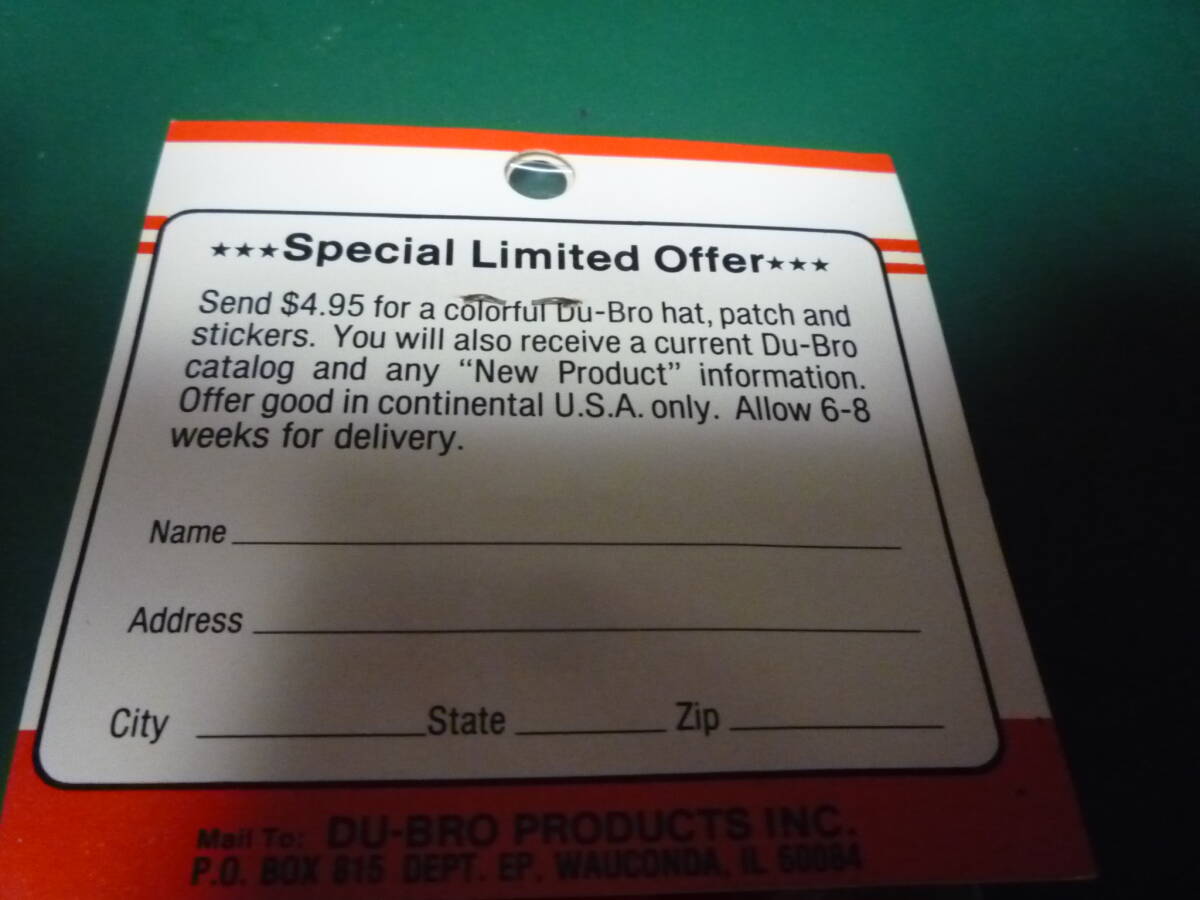 ★★★Special Limited Offer★★★
Send $4.95 for a colorful Du-Bro hat, patch and
stickers. You will also receive a current Du-Bro
catalog and any “New Product” information.
Offer good in continental U.S.A. only. Allow 6-8
weeks for delivery.
Name
Address
City State Zip
Mail To: DU-BRO PRODUCTS INC.
P.O. BOX 815 DEPT. EP. WAUCONDA, IL 60084